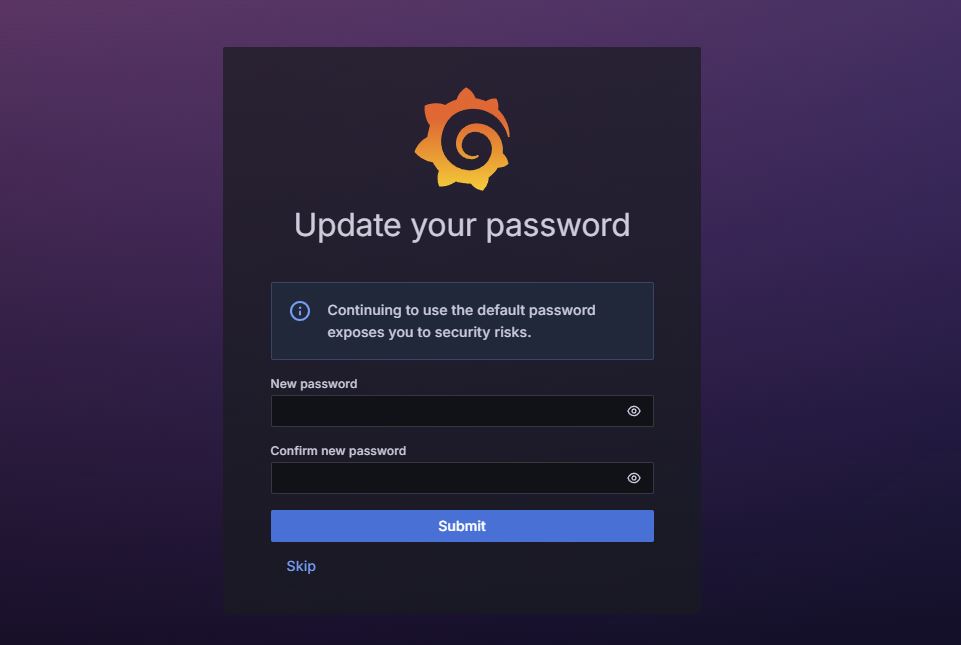 Update your password
Continuing to use the default password
exposes you to security risks.
New password
Confirm new password
Submit
Skip